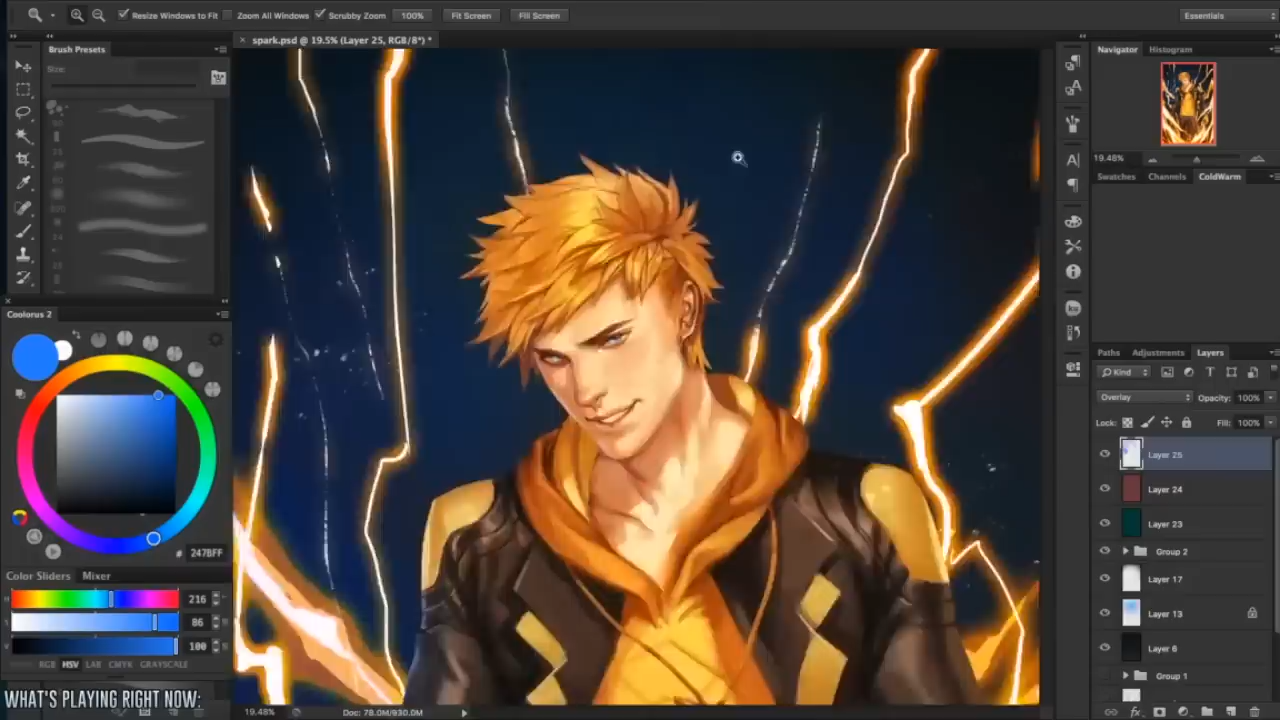 Resize Windows to Fit Zoom All Windows Scrubby Zoom 100% Fit Screen Fill Screen Essentials
Brush Presets
Size:
spark.psd @ 19.5% (Layer 25, RGB/8*) *
Navigator Histogram
19.48%
Swatches Channels ColdWarm
Coolorus 2
# 247BFF
Color Sliders Mixer
H 216
S 86
V 100
RGB HSV LAB CMYK GRAYSCALE
WHAT'S PLAYING RIGHT NOW:
Paths Adjustments Layers
Kind
Overlay Opacity: 100%
Lock: Fill: 100%
Layer 25
Layer 24
Layer 23
Group 2
Layer 17
Layer 13
Layer 6
Group 1
19.48% Doc: 78.0M/930.0M